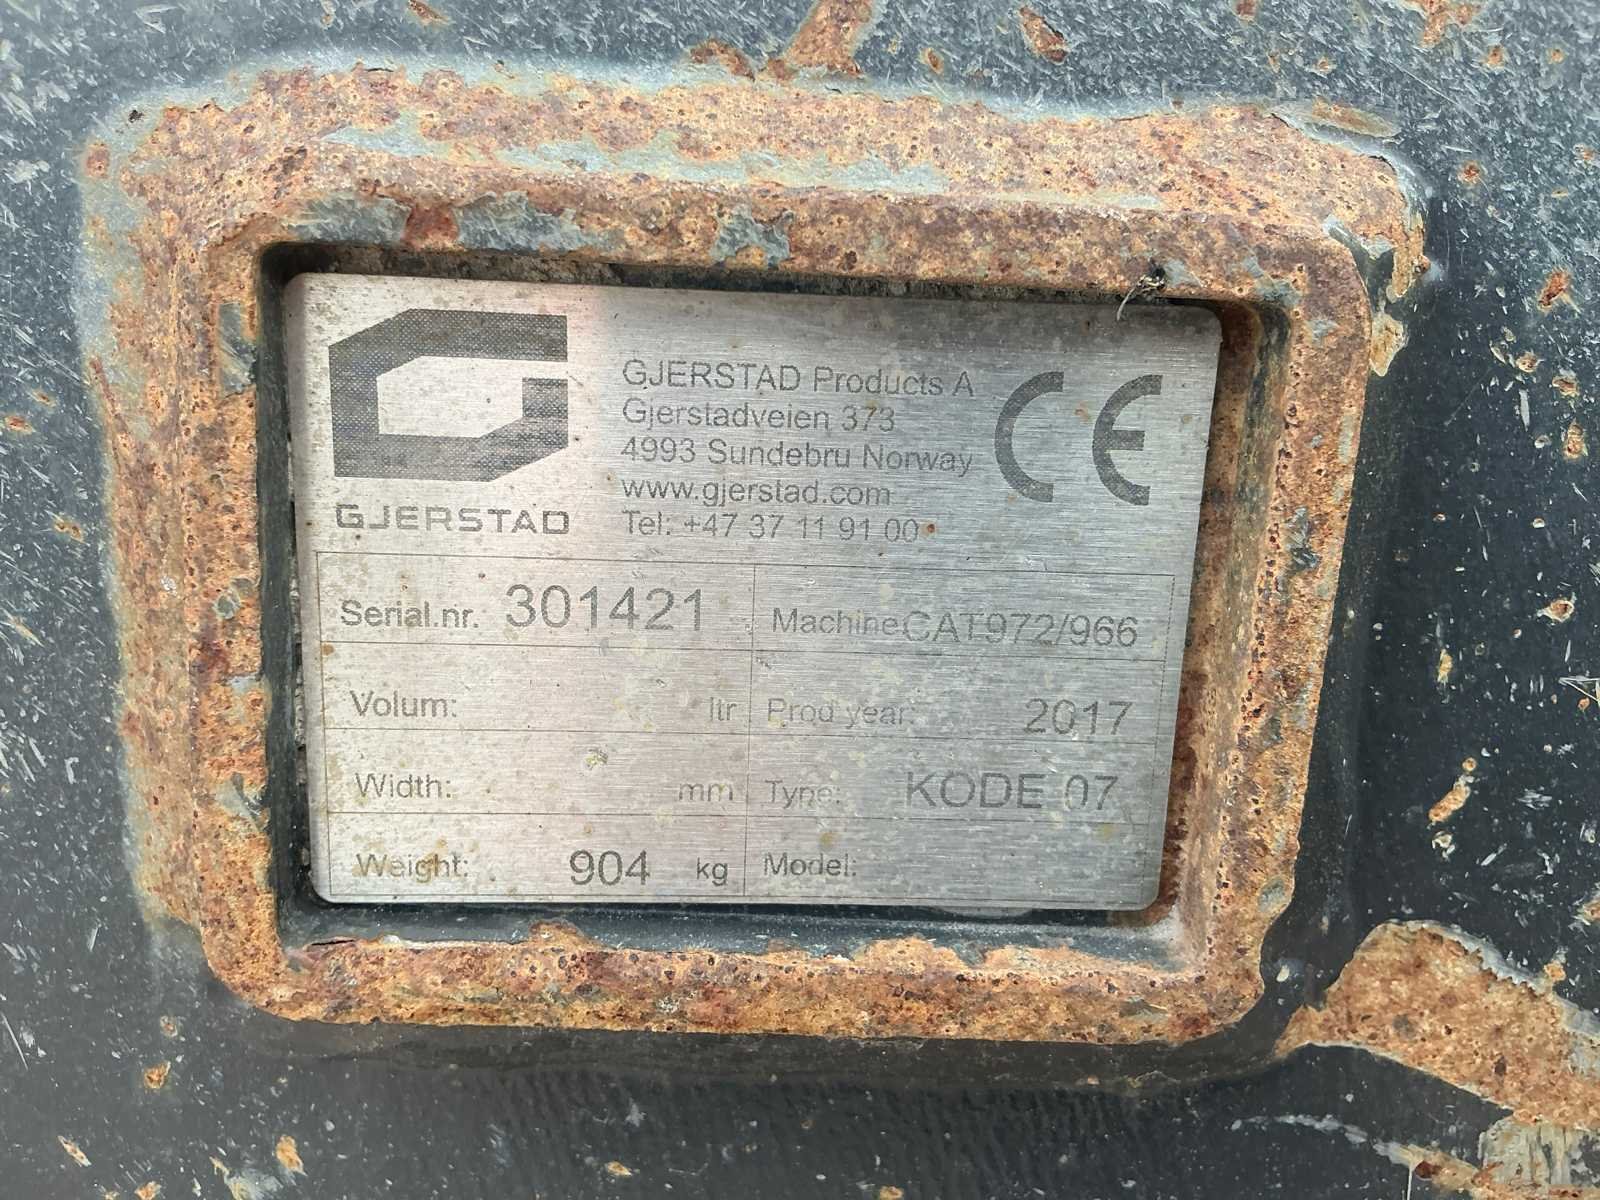 GJERSTAD
GJERSTAD Products A
Gjerstadveien 373
4993 Sundebru Norway
www.gjerstad.com
Tel: +47 37 11 91 00
CE
Serial.nr. 301421
Machine CAT972/966
Volum: ltr
Prod year: 2017
Width: mm
Type: KODE 07
Weight: 904 kg
Model: